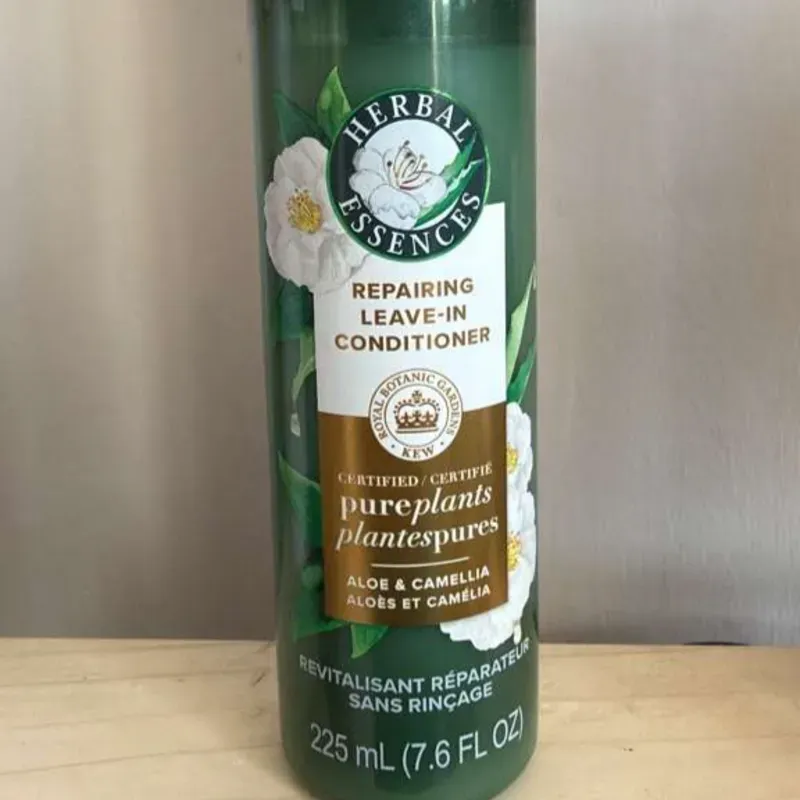 HERBAL
ESSENCES
REPAIRING
LEAVE-IN
CONDITIONER
ROYAL BOTANIC GARDENS
• KEW •
CERTIFIED / CERTIFIÉ
pureplants
plantespures
ALOE & CAMELLIA
ALOÈS ET CAMÉLIA
REVITALISANT RÉPARATEUR
SANS RINÇAGE
225 mL (7.6 FL OZ)